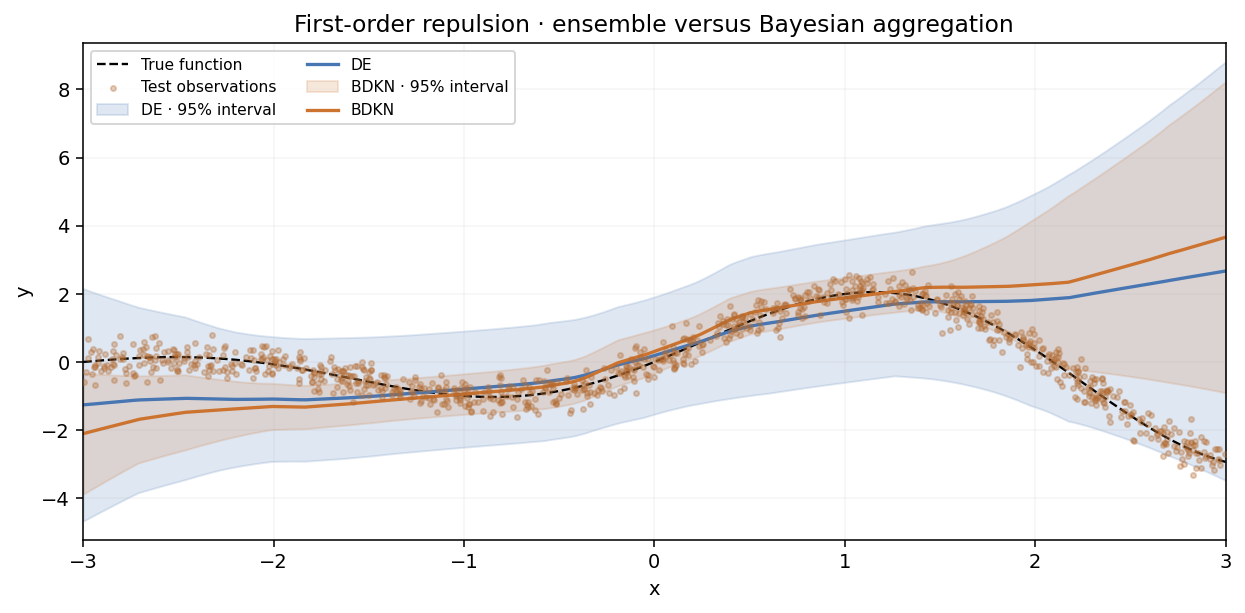 First-order repulsion · ensemble versus Bayesian aggregation
True function
Test observations
DE · 95% interval
DE
BDKN · 95% interval
BDKN
y
8
6
4
2
0
−2
−4
−3
−2
−1
0
1
2
3
x